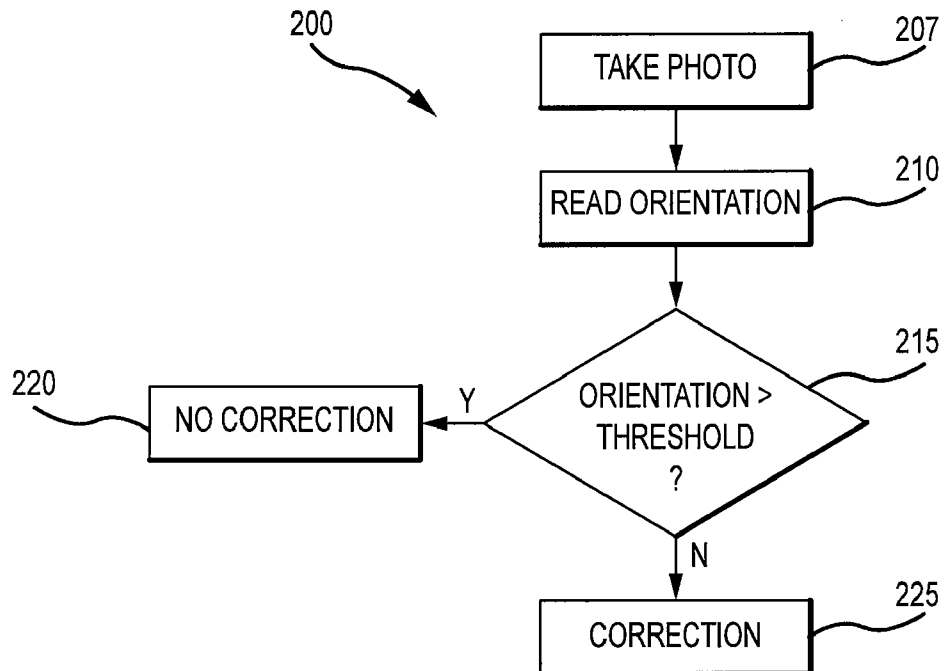 200
207
TAKE PHOTO
210
READ ORIENTATION
215
ORIENTATION >
THRESHOLD
?
Y
220
NO CORRECTION
N
225
CORRECTION